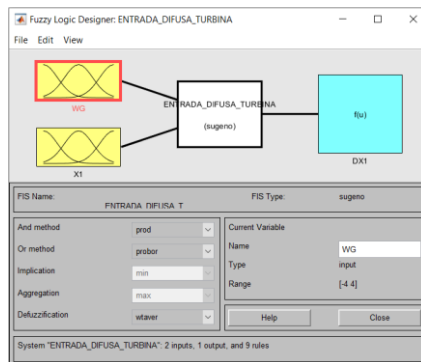 Fuzzy Logic Designer: ENTRADA_DIFUSA_TURBINA
File Edit View
WG
X1
ENTRADA_DIFUSA_TURBINA
(sugeno)
f(u)
DX1
FIS Name:
ENTRADA_DIFUSA_T
FIS Type:
sugeno
And method
prod
Or method
probor
Implication
min
Aggregation
max
Defuzzification
wtaver
Current Variable
Name
WG
Type
input
Range
[-4 4]
Help
Close
System "ENTRADA_DIFUSA_TURBINA": 2 inputs, 1 output, and 9 rules